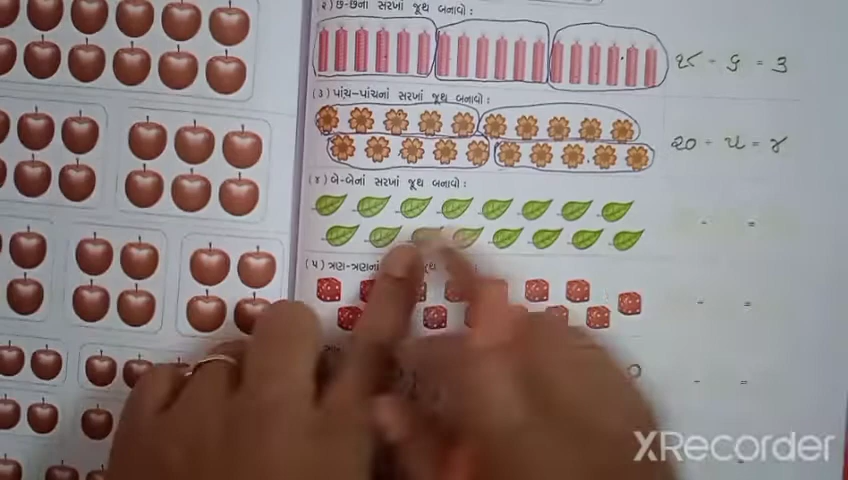 ૨) છ-છના સરખાં જૂથ બનાવો :
૧૮ - ૬ = ૩
(૩) પાંચ-પાંચનાં સરખાં જૂથ બનાવો :
૨૦ - ૫ = ૪
(૪) બે-બેનાં સરખાં જૂથ બનાવો :
- =
(૫) ત્રણ-ત્રણનાં
- =
- =
XRecorder